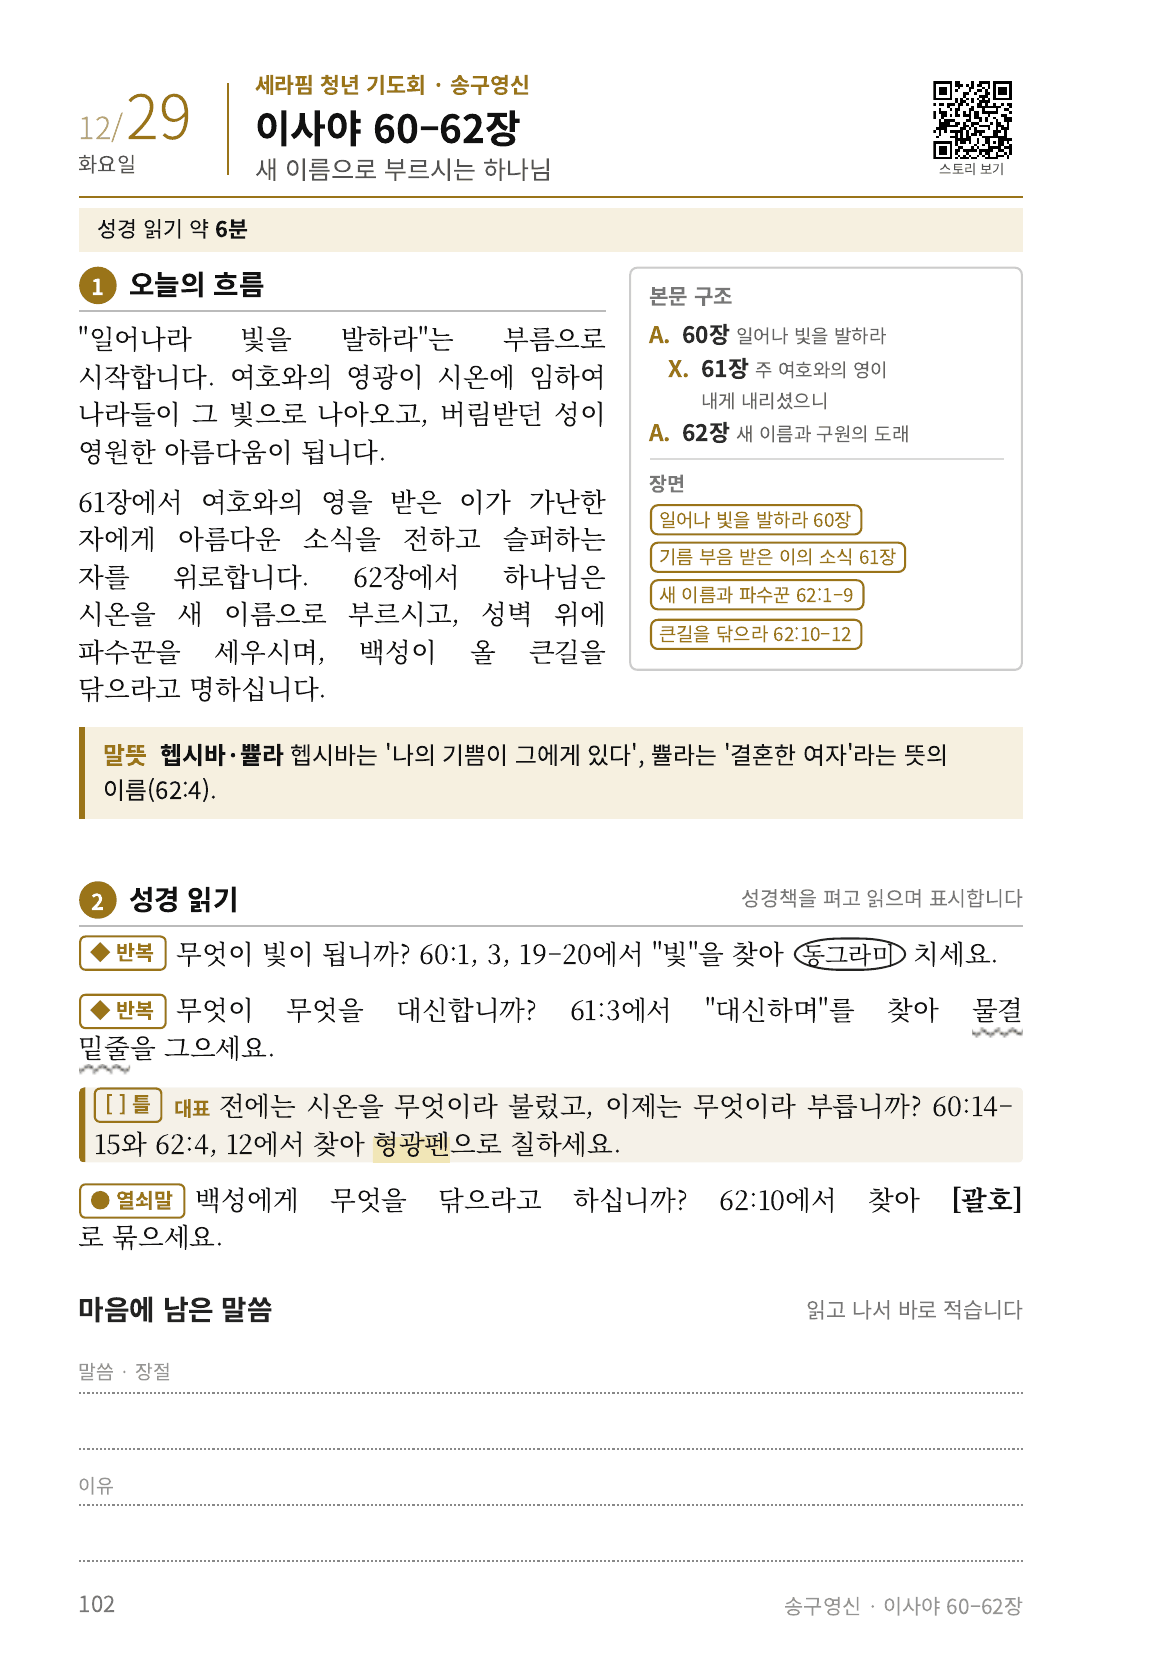 12/29
화요일
세라핌 청년 기도회 · 송구영신
이사야 60–62장
새 이름으로 부르시는 하나님
스토리 보기
성경 읽기 약 6분
1 오늘의 흐름
"일어나라 빛을 발하라"는 부름으로
시작합니다. 여호와의 영광이 시온에 임하여
나라들이 그 빛으로 나아오고, 버림받던 성이
영원한 아름다움이 됩니다.
61장에서 여호와의 영을 받은 이가 가난한
자에게 아름다운 소식을 전하고 슬퍼하는
자를 위로합니다. 62장에서 하나님은
시온을 새 이름으로 부르시고, 성벽 위에
파수꾼을 세우시며, 백성이 올 큰길을
닦으라고 명하십니다.
본문 구조
A. 60장 일어나 빛을 발하라
X. 61장 주 여호와의 영이
내게 내리셨으니
A. 62장 새 이름과 구원의 도래
장면
일어나 빛을 발하라 60장
기름 부음 받은 이의 소식 61장
새 이름과 파수꾼 62:1–9
큰길을 닦으라 62:10–12
말뜻 헵시바·쁄라 헵시바는 '나의 기쁨이 그에게 있다', 쁄라는 '결혼한 여자'라는 뜻의
이름(62:4).
2 성경 읽기
성경책을 펴고 읽으며 표시합니다
◆ 반복 무엇이 빛이 됩니까? 60:1, 3, 19–20에서 "빛"을 찾아 동그라미 치세요.
◆ 반복 무엇이 무엇을 대신합니까? 61:3에서 "대신하며"를 찾아 물결
밑줄을 그으세요.
[ ] 틀 대표 전에는 시온을 무엇이라 불렀고, 이제는 무엇이라 부릅니까? 60:14–
15와 62:4, 12에서 찾아 형광펜으로 칠하세요.
● 열쇠말 백성에게 무엇을 닦으라고 하십니까? 62:10에서 찾아 [괄호]
로 묶으세요.
마음에 남은 말씀
읽고 나서 바로 적습니다
말씀 · 장절
이유
102
송구영신 · 이사야 60–62장